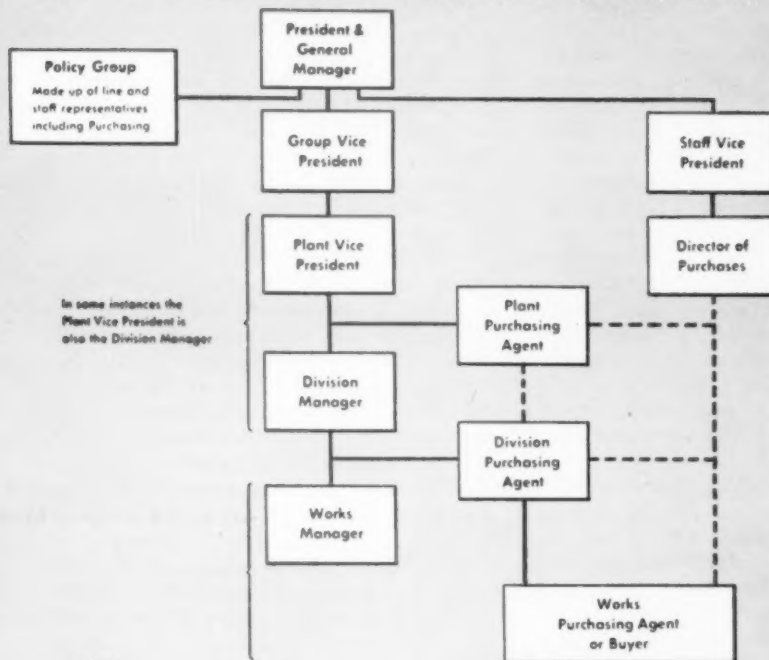 President &
General
Manager
Policy Group
Made up of line and
staff representatives
including Purchasing
Group Vice
President
Staff Vice
President
Plant Vice
President
Director of
Purchases
In some instances the
Plant Vice President is
also the Division Manager
Plant
Purchasing
Agent
Division
Manager
Division
Purchasing
Agent
Works
Manager
Works
Purchasing Agent
or Buyer